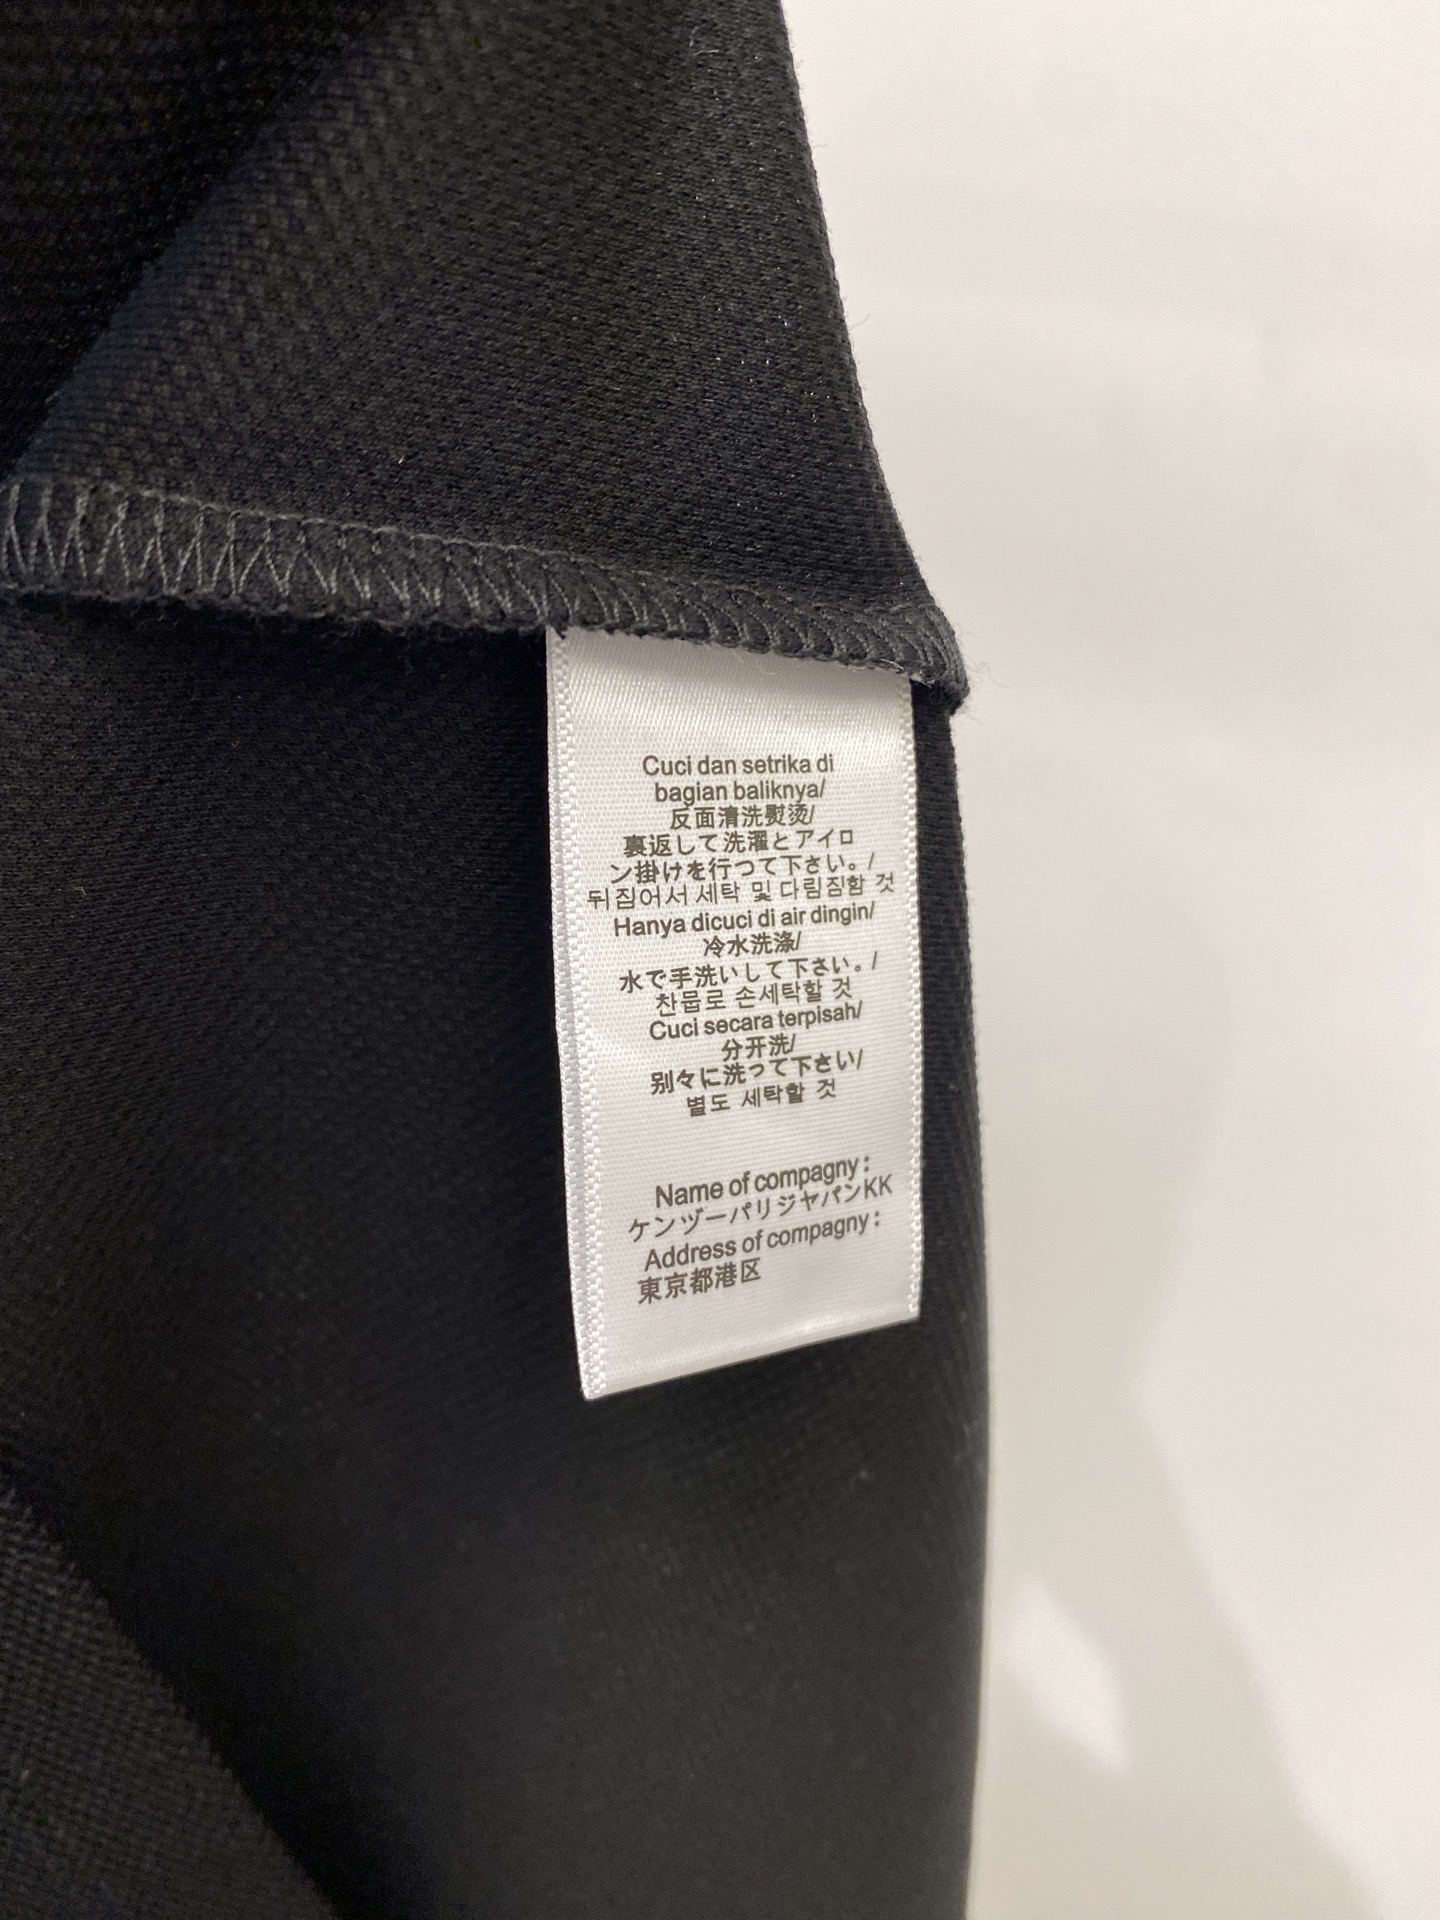 Cuci dan setrika di
bagian baliknya/
反面清洗熨烫/
裏返して洗濯とアイロ
ン掛けを行つて下さい。/
뒤집어서 세탁 및 다림짐함 것
Hanya dicuci di air dingin/
冷水洗涤/
水で手洗いして下さい。/
찬믑로 손세탁할 것
Cuci secara terpisah/
分开洗/
别々に洗って下さい/
별도 세탁할 것
Name of compagny :
ケンヅーパリジャパンKK
Address of compagny :
東京都港区